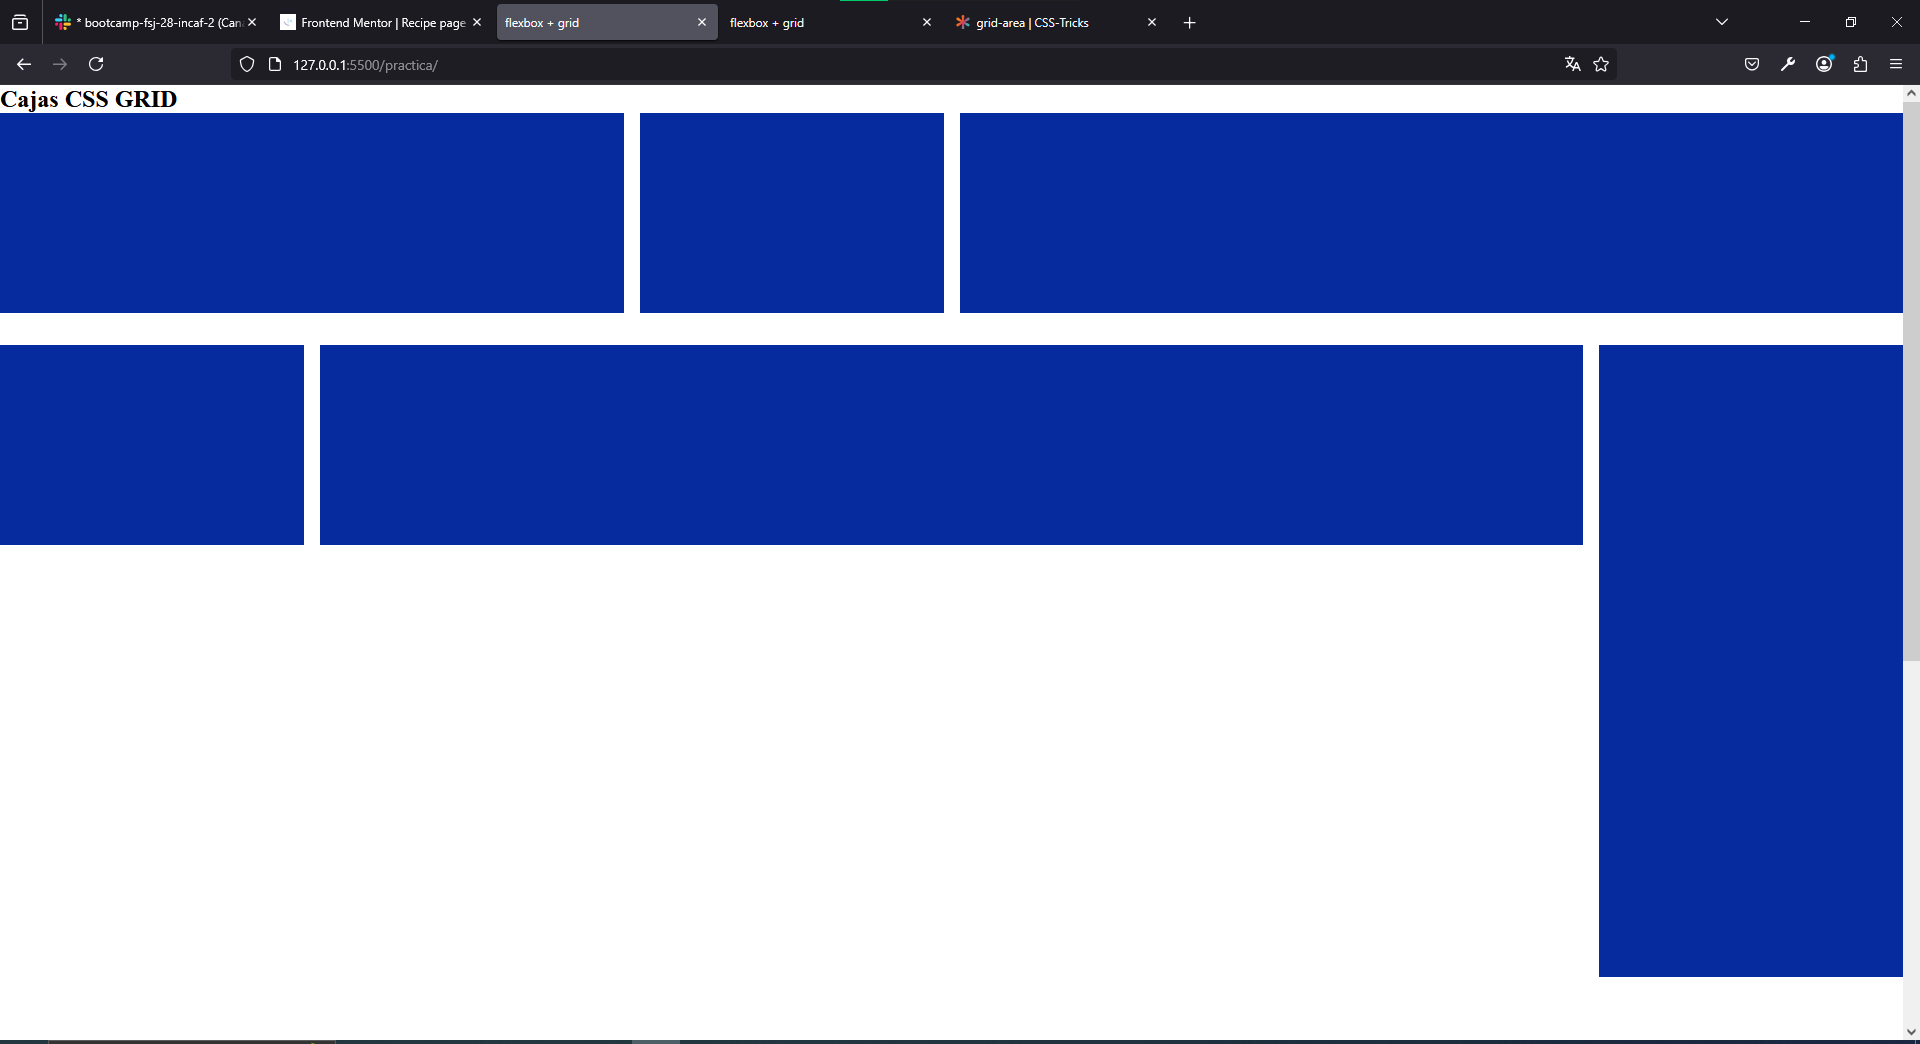 * bootcamp-fsj-28-incaf-2 (Can
Frontend Mentor | Recipe page
flexbox + grid
flexbox + grid
grid-area | CSS-Tricks
127.0.0.1:5500/practica/
Cajas CSS GRID